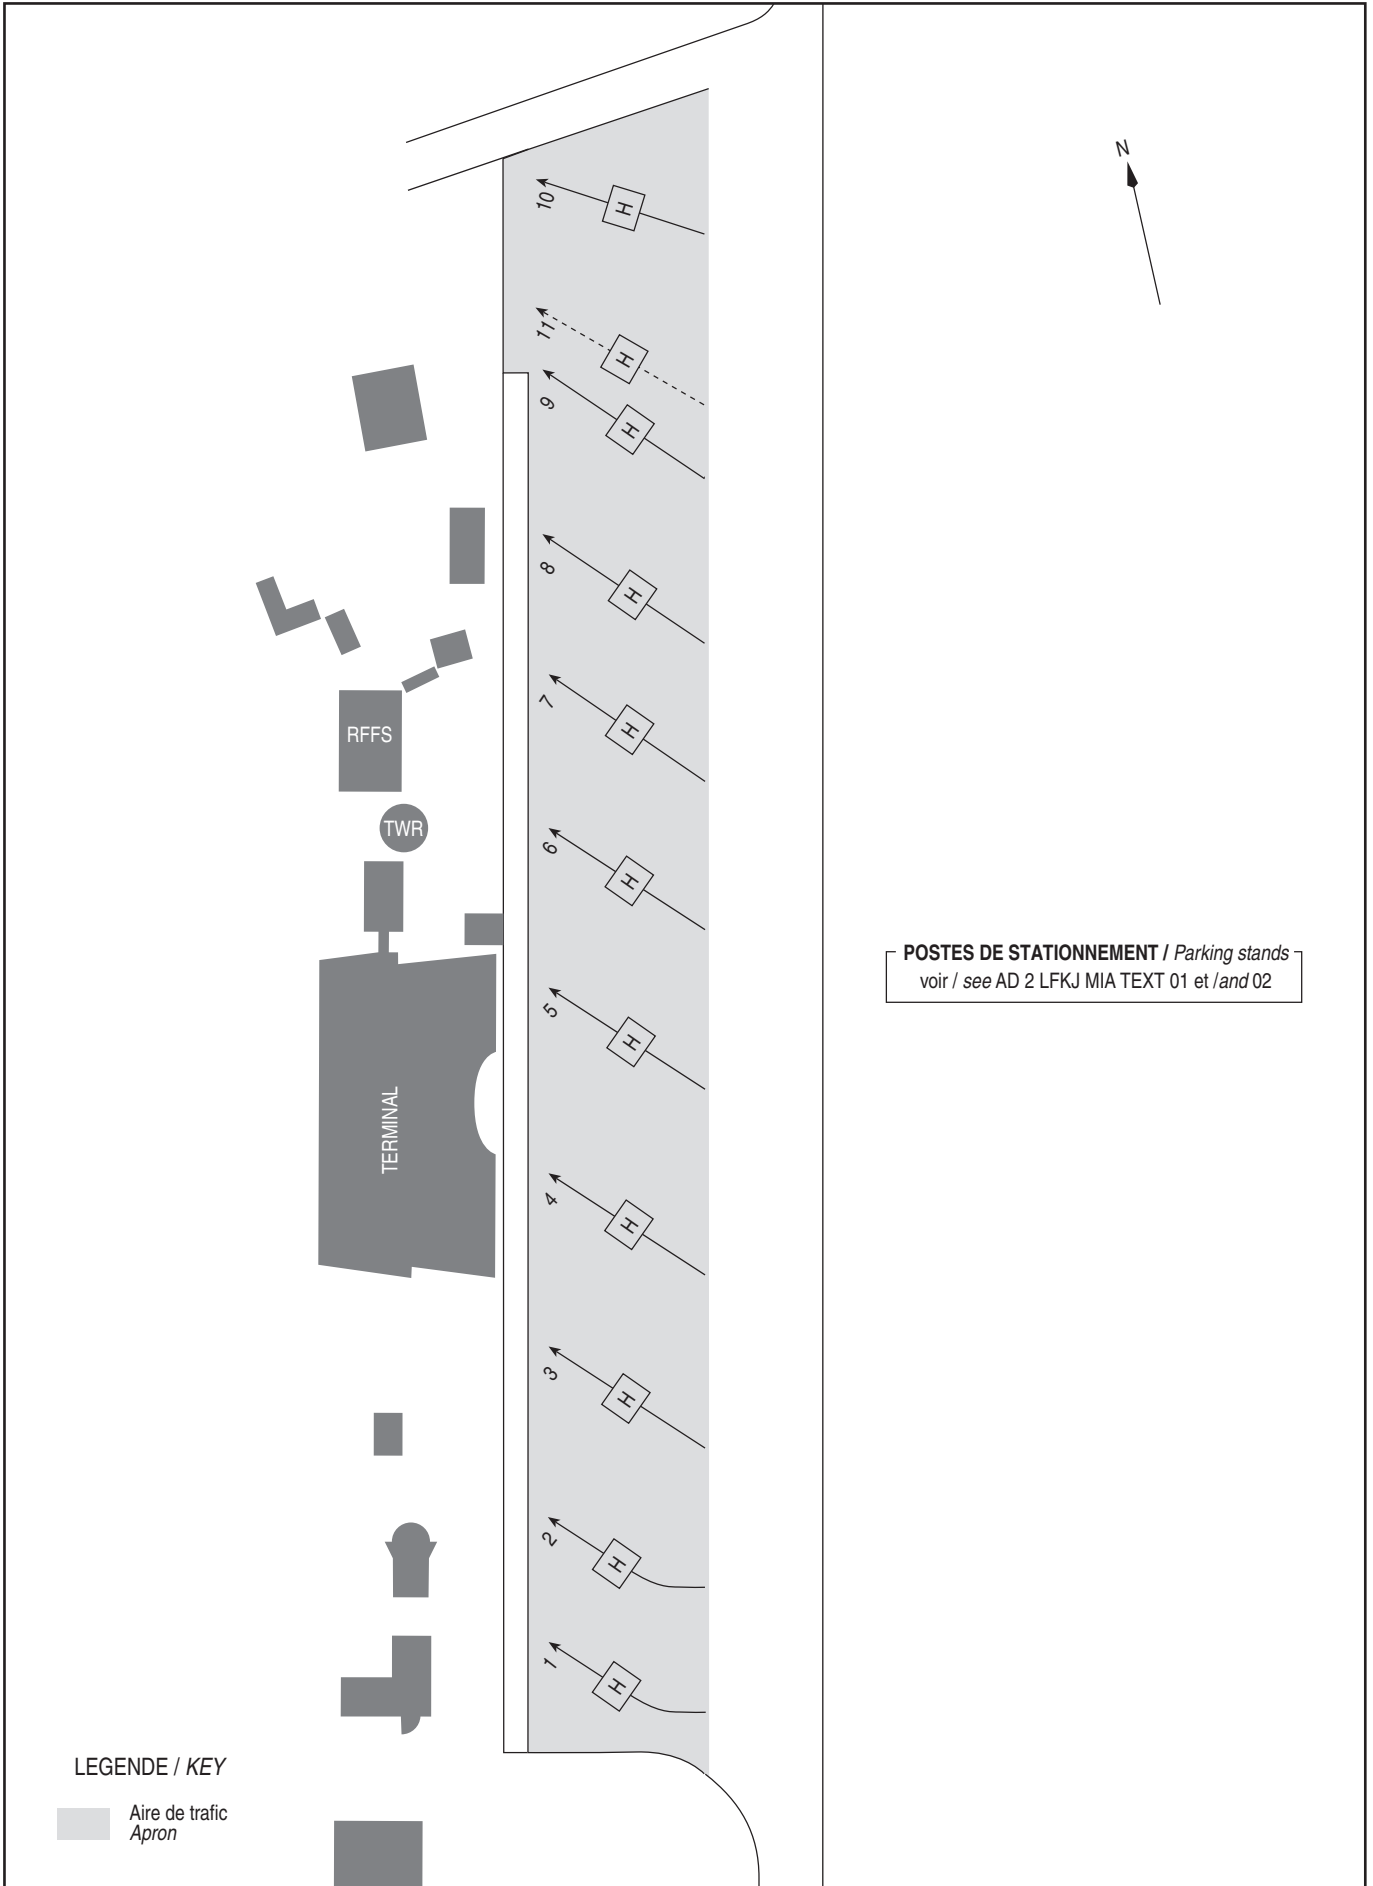 N
10
H
11
H
9
H
8
H
7
H
RFFS
TWR
6
H
POSTES DE STATIONNEMENT / Parking stands
voir / see AD 2 LFKJ MIA TEXT 01 et /and 02
5
H
TERMINAL
4
H
3
H
2
H
1
H
LEGENDE / KEY
Aire de trafic
Apron